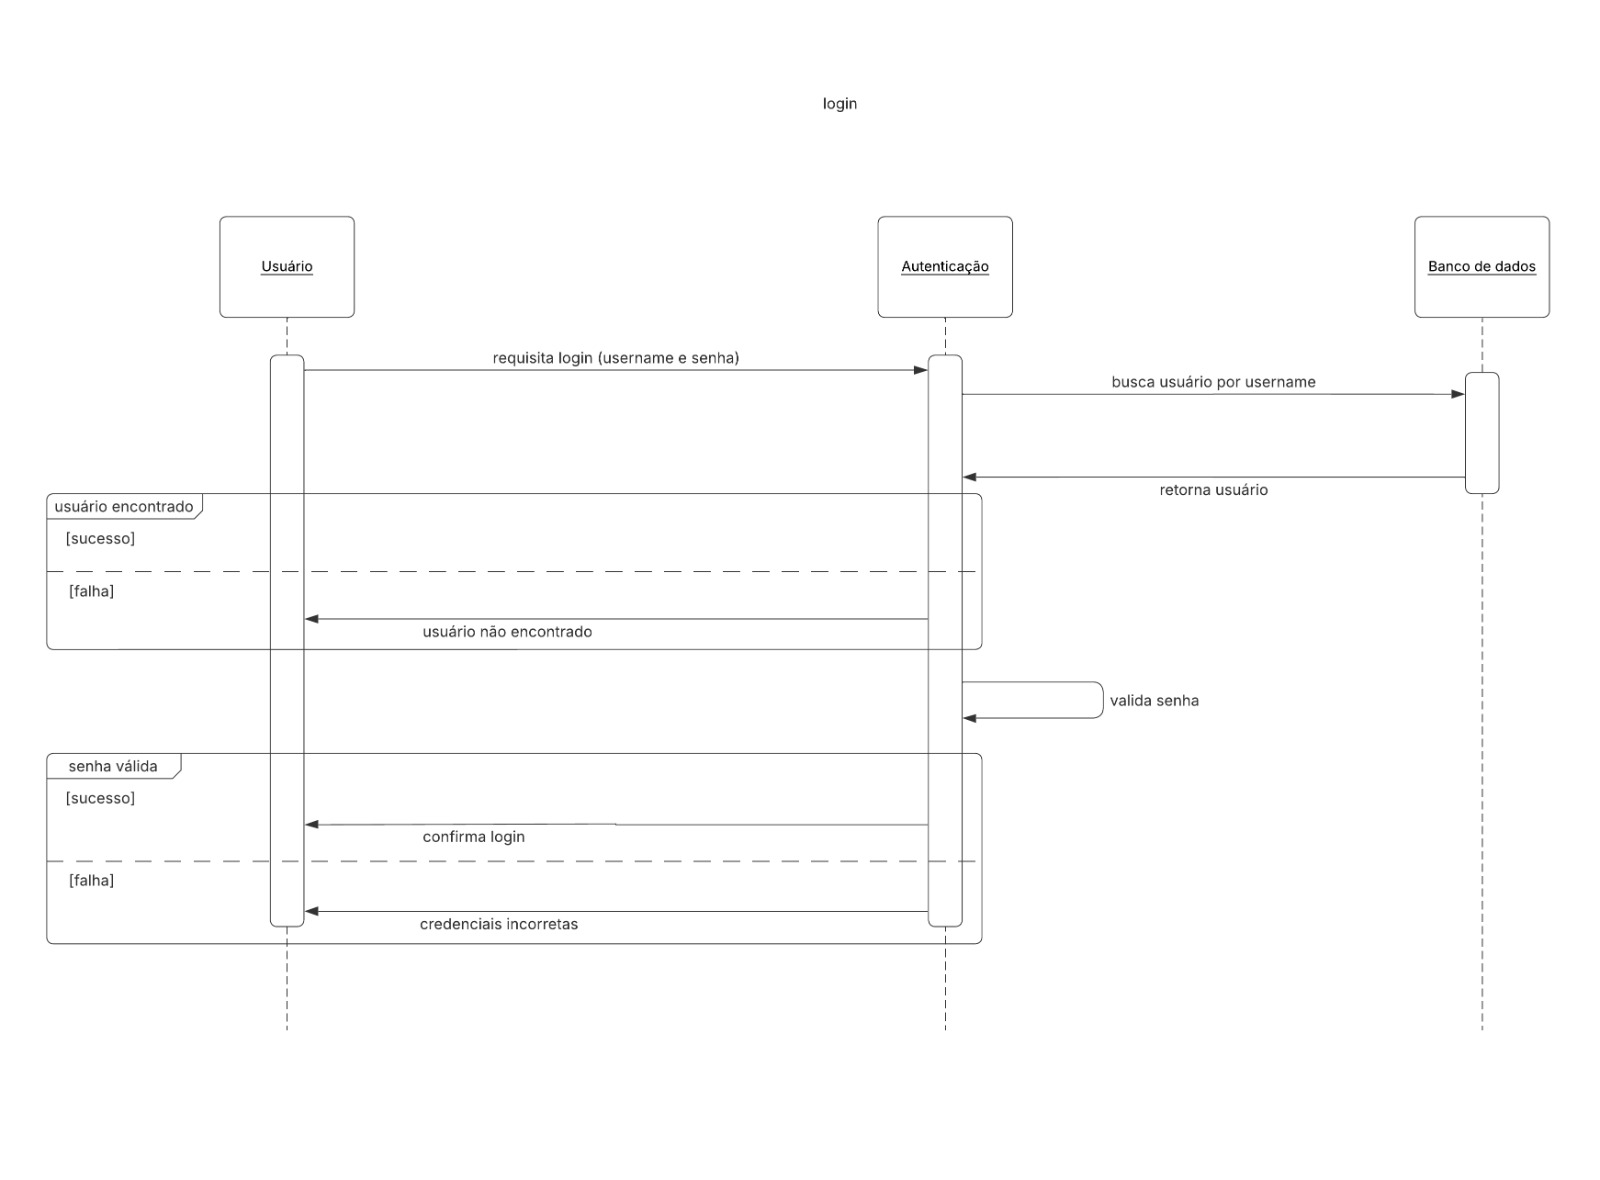 login
Usuário
Autenticação
Banco de dados
requisita login (username e senha)
busca usuário por username
retorna usuário
usuário encontrado
[sucesso]
[falha]
usuário não encontrado
valida senha
senha válida
[sucesso]
confirma login
[falha]
credenciais incorretas